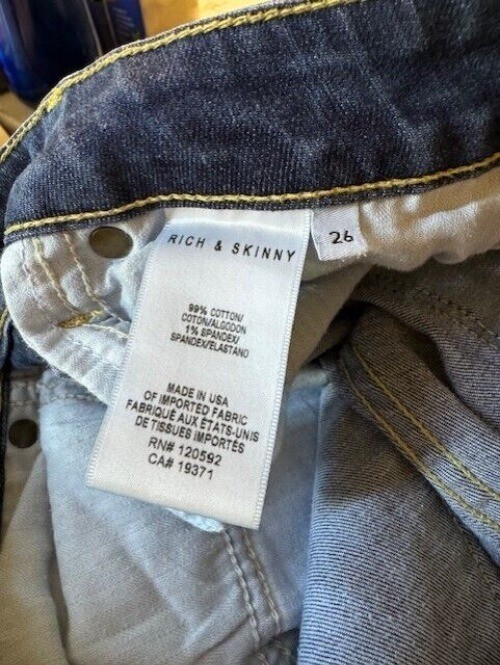 RICH & SKINNY
26
99% COTTON/
COTON/ALGODON
1% SPANDEX/
SPANDEX/ELASTANO
MADE IN USA
OF IMPORTED FABRIC
FABRIQUÉ AUX ÉTATS-UNIS
DE TISSUES IMPORTÉS
RN# 120592
CA# 19371